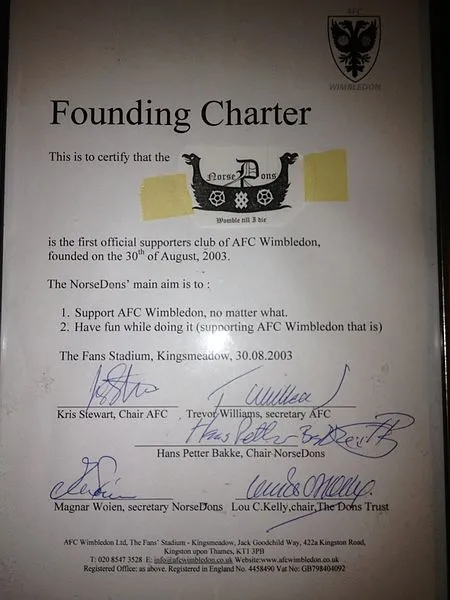 AFC
WIMBLEDON
Founding Charter
This is to certify that the
Norse Dons
Womble till I die
is the first official supporters club of AFC Wimbledon,
founded on the 30th of August, 2003.
The NorseDons' main aim is to :
1. Support AFC Wimbledon, no matter what.
2. Have fun while doing it (supporting AFC Wimbledon that is)
The Fans Stadium, Kingsmeadow, 30.08.2003
Kris Stewart, Chair AFC Trevor Williams, secretary AFC
Hans Petter
Hans Petter Bakke, Chair NorseDons
Magnar Woien, secretary NorseDons Lou C.Kelly,chair,The Dons Trust
AFC Wimbledon Ltd, The Fans' Stadium - Kingsmeadow, Jack Goodchild Way, 422a Kingston Road,
Kingston upon Thames, KT1 3PB
T: 020 8547 3528 E: info@afcwimbledon.co.uk Website:www.afcwimbledon.co.uk
Registered Office: as above. Registered in England No. 4458490 Vat No: GB798404092